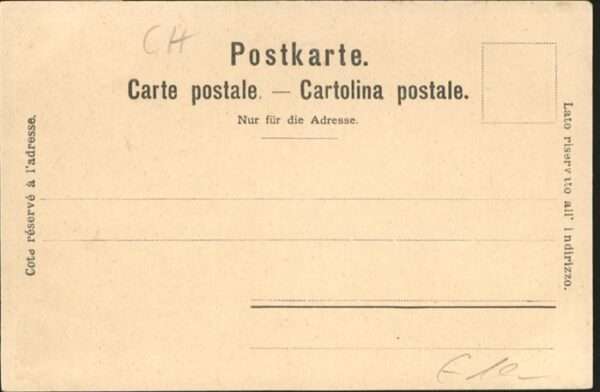 CH
Postkarte.
Carte postale. — Cartolina postale.
Nur für die Adresse.
Coté réservé à l'adresse.
Lato riservato all' indirizzo.